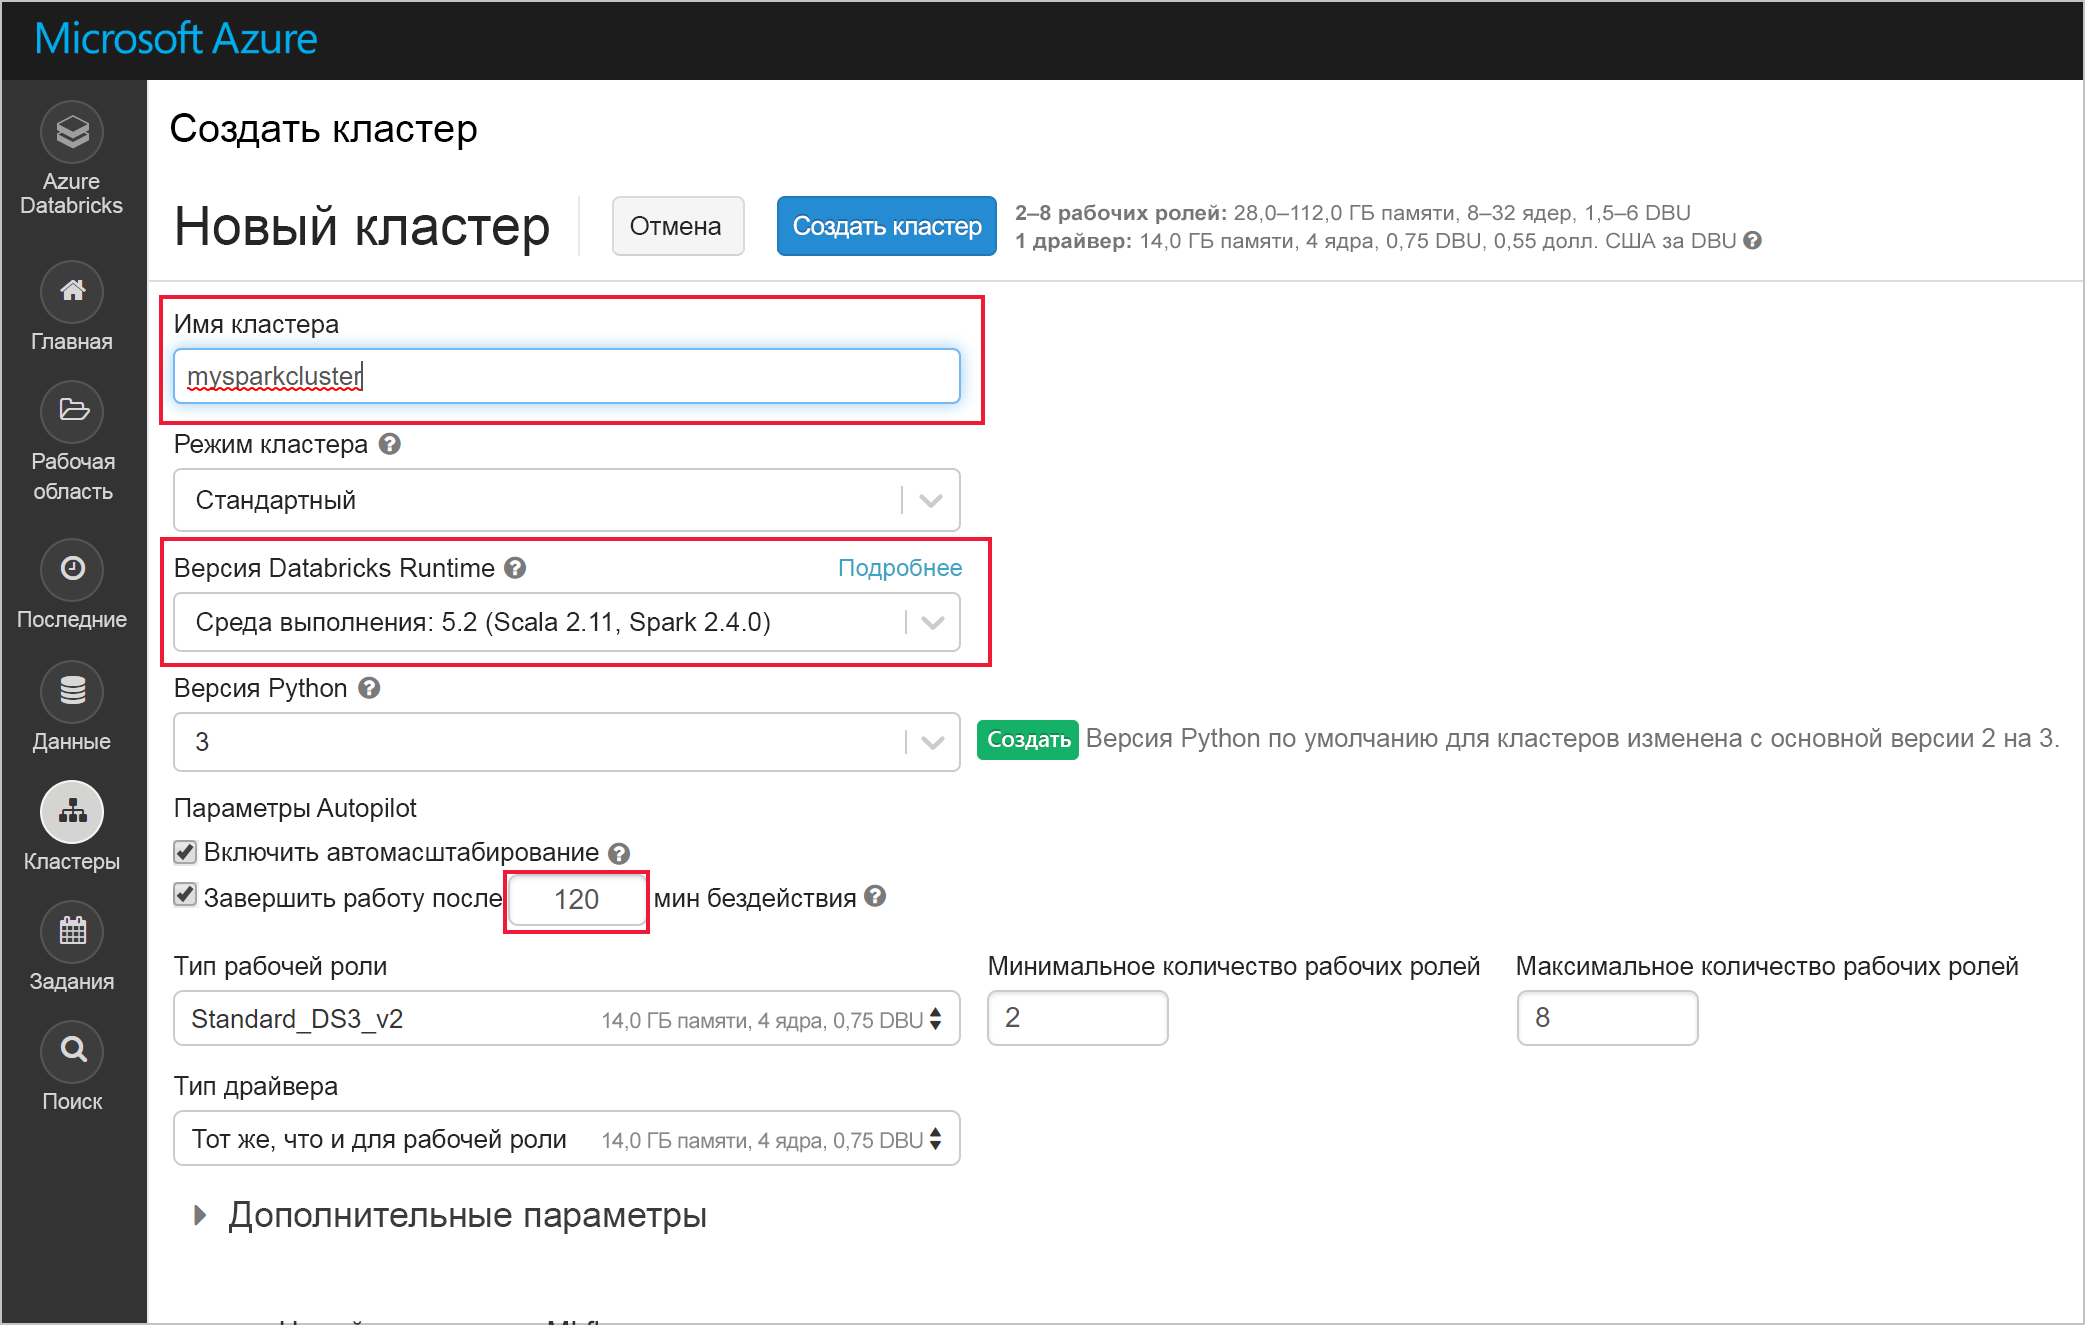 Microsoft Azure
Azure
Databricks
Главная
Рабочая
область
Последние
Данные
Кластеры
Задания
Поиск
Создать кластер
Новый кластер
Отмена
Создать кластер
2–8 рабочих ролей: 28,0–112,0 ГБ памяти, 8–32 ядер, 1,5–6 DBU
1 драйвер: 14,0 ГБ памяти, 4 ядра, 0,75 DBU, 0,55 долл. США за DBU
Имя кластера
mysparkcluster
Режим кластера
Стандартный
Версия Databricks Runtime
Подробнее
Среда выполнения: 5.2 (Scala 2.11, Spark 2.4.0)
Версия Python
3
Создать Версия Python по умолчанию для кластеров изменена с основной версии 2 на 3.
Параметры Autopilot
Включить автомасштабирование
Завершить работу после 120 мин бездействия
Тип рабочей роли
Минимальное количество рабочих ролей
Максимальное количество рабочих ролей
Standard_DS3_v2 14,0 ГБ памяти, 4 ядра, 0,75 DBU
2
8
Тип драйвера
Тот же, что и для рабочей роли 14,0 ГБ памяти, 4 ядра, 0,75 DBU
Дополнительные параметры